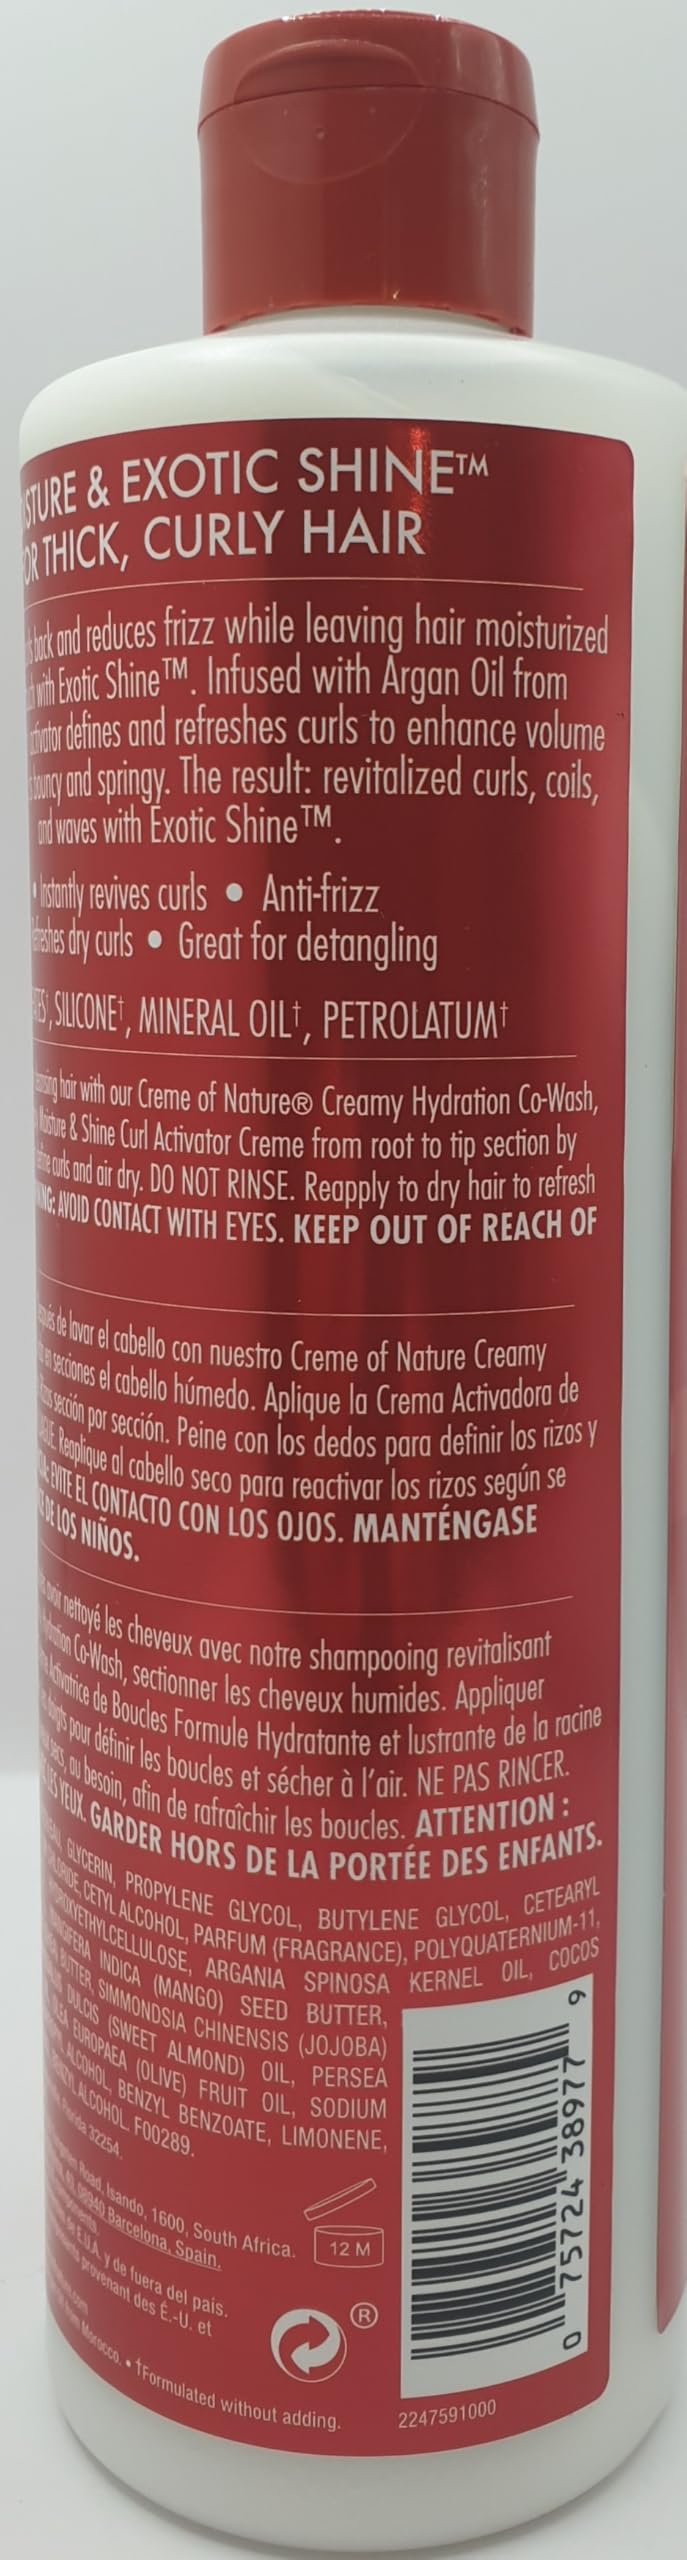 & EXOTIC SHINE™
THICK, CURLY HAIR
back and reduces frizz while leaving hair moisturized
with Exotic Shine™. Infused with Argan Oil from
defines and refreshes curls to enhance volume
bouncy and springy. The result: revitalized curls, coils,
and waves with Exotic Shine™.
• Instantly revives curls • Anti-frizz
dry curls • Great for detangling
SILICONE†, MINERAL OIL†, PETROLATUM†
hair with our Creme of Nature® Creamy Hydration Co-Wash,
Moisture & Shine Curl Activator Creme from root to tip section by
curls and air dry. DO NOT RINSE. Reapply to dry hair to refresh
AVOID CONTACT WITH EYES. KEEP OUT OF REACH OF
de lavar el cabello con nuestro Creme of Nature Creamy
en secciones el cabello húmedo. Aplique la Crema Activadora de
sección por sección. Peine con los dedos para definir los rizos y
Reaplique al cabello seco para reactivar los rizos según se
EVITE EL CONTACTO CON LOS OJOS. MANTÉNGASE
DE LOS NIÑOS.
avoir nettoyé les cheveux avec notre shampooing revitalisant
Co-Wash, sectionner les cheveux humides. Appliquer
Activatrice de Boucles Formule Hydratante et lustrante de la racine
doigts pour définir les boucles et sécher à l'air. NE PAS RINCER.
secs, au besoin, afin de rafraîchir les boucles. ATTENTION :
LES YEUX. GARDER HORS DE LA PORTÉE DES ENFANTS.
GLYCERIN, PROPYLENE GLYCOL, BUTYLENE GLYCOL, CETEARYL
CHLORIDE, CETYL ALCOHOL, PARFUM (FRAGRANCE), POLYQUATERNIUM-11,
HYDROXYETHYLCELLULOSE, ARGANIA SPINOSA KERNEL OIL, COCOS
MANGIFERA INDICA (MANGO) SEED BUTTER,
BUTTER, SIMMONDSIA CHINENSIS (JOJOBA)
DULCIS (SWEET ALMOND) OIL, PERSEA
OLEA EUROPAEA (OLIVE) FRUIT OIL, SODIUM
ALCOHOL, BENZYL BENZOATE, LIMONENE,
BENZYL ALCOHOL. F00289.
Florida 32254.
Road, Isando, 1600, South Africa.
08940 Barcelona, Spain.
de E.U.A. y de fuera del país.
provenant des É.-U. et
from Morocco. • †Formulated without adding.
12 M
®
2247591000
0 75724 38977 9